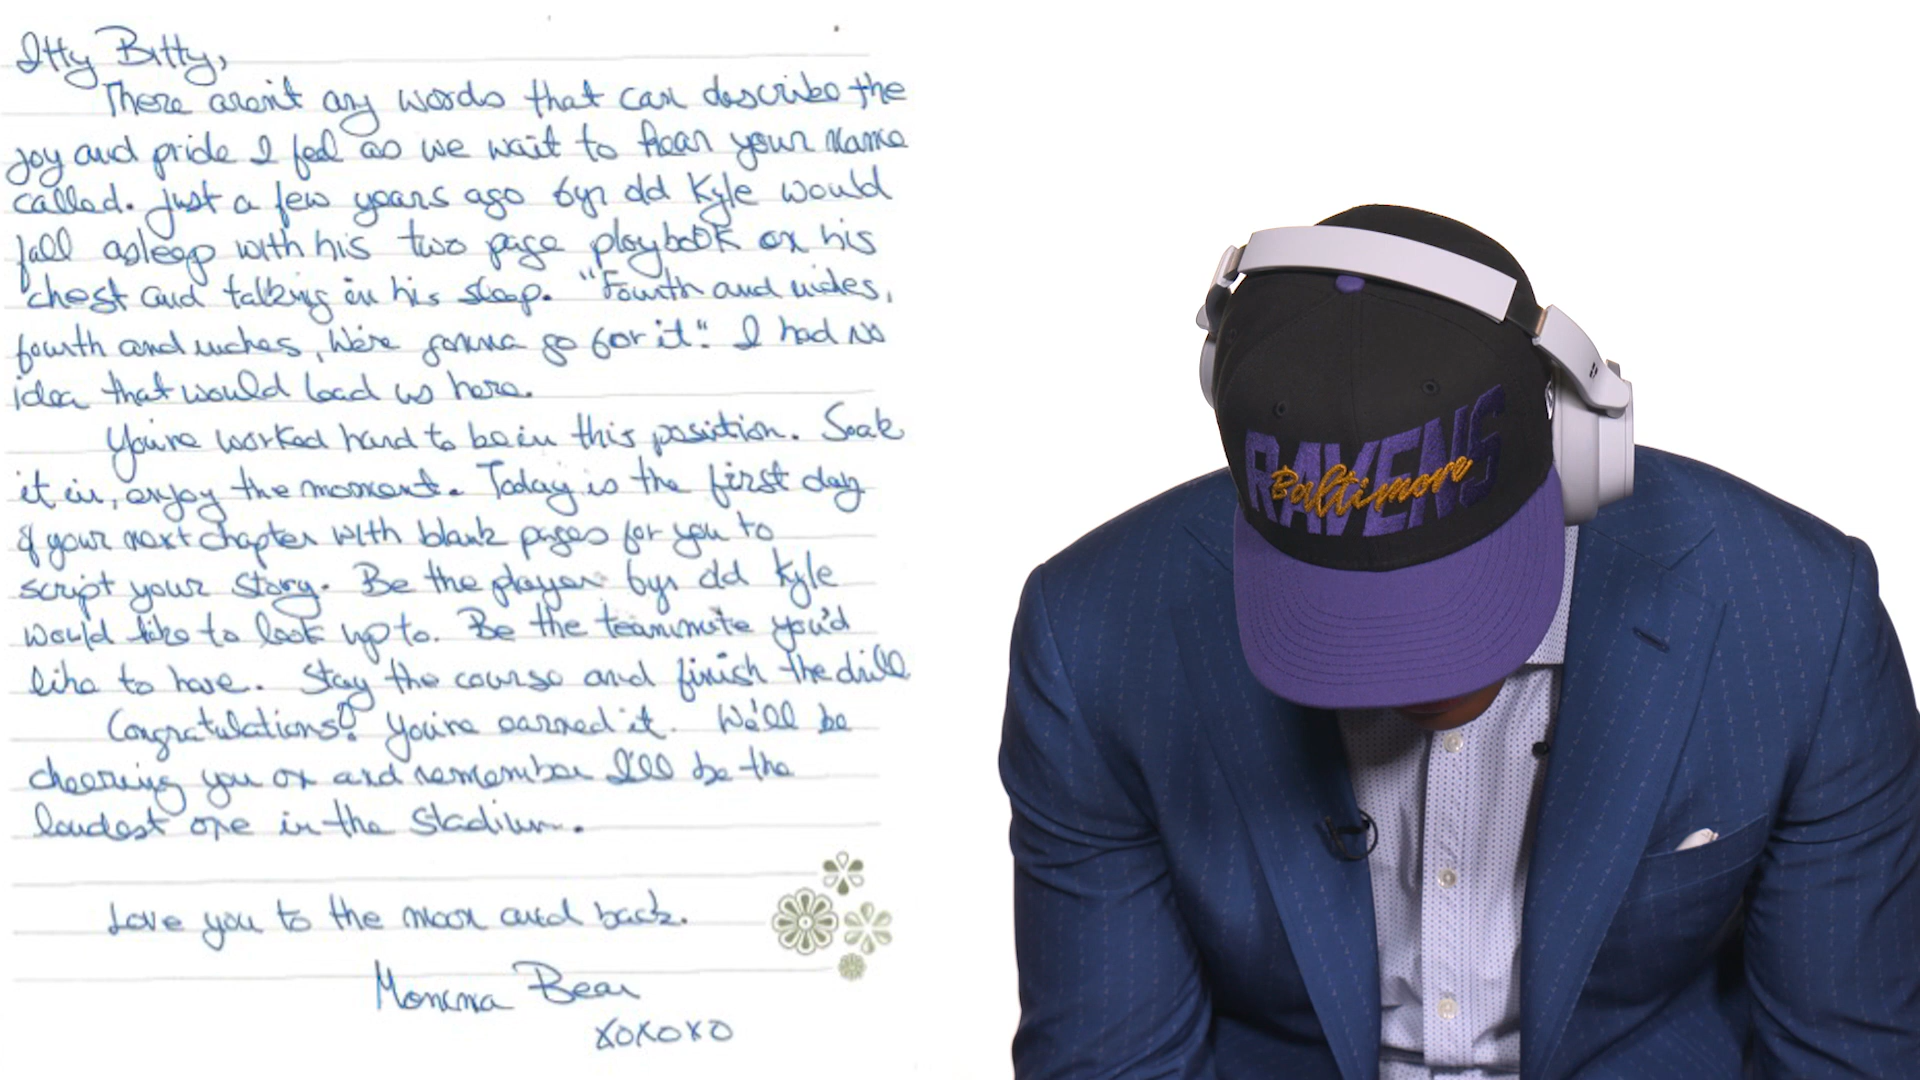 Itty Bitty,
There aren't any words that can describe the
joy and pride I feel as we wait to hear your name
called. Just a few years ago 6yr old Kyle would
fall asleep with his two page playbook on his
chest and talking in his sleep. "Fourth and inches,
fourth and inches, We're gonna go for it." I had no
idea that would lead us here.
You've worked hard to be in this position. Soak
it in, enjoy the moment. Today is the first day
of your next chapter with blank pages for you to
script your story. Be the player 6yr old Kyle
would like to look up to. Be the teammate you'd
like to have. Stay the course and finish the drill.
Congratulations! You've earned it. We'll be
cheering you on and remember I'll be the
loudest one in the stadium.
Love you to the moon and back.
Momma Bear
xoxoxo
RAVENS
Baltimore